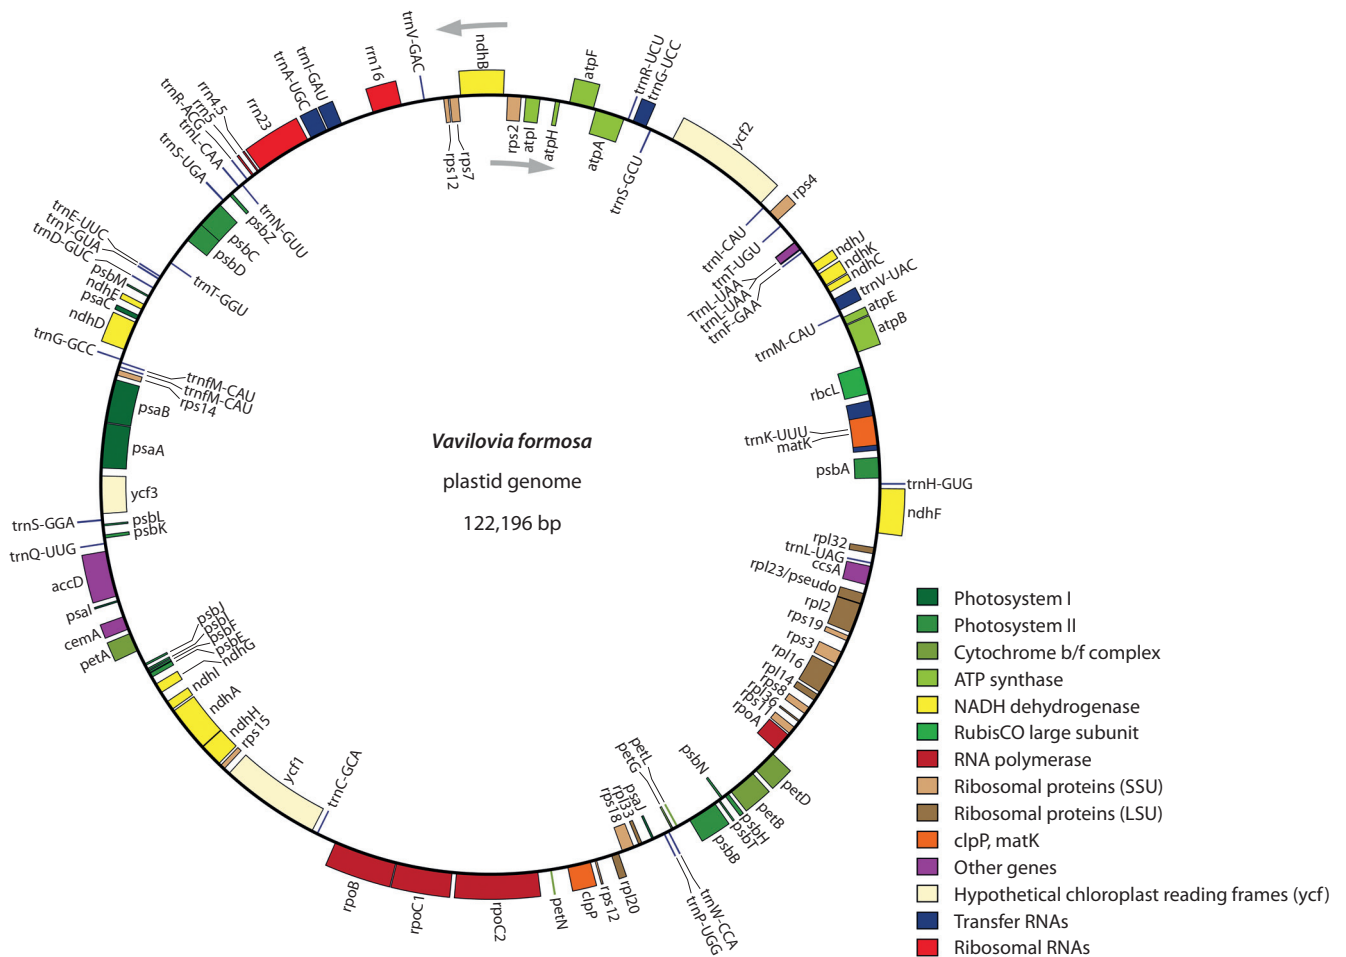 trnV-GAC
ndhB
atpF
trnR-UCU
trnG-UCC
rrn16
trnI-GAU
trnA-UGC
rrn23
rrn4.5
rrn5
trnR-ACG
trnL-CAA
trnS-UGA
trnN-GUU
psbZ
psbC
psbD
trnE-UUC
trnY-GUA
trnD-GUC
trnT-GGU
psbM
ndhE
psaC
ndhD
trnG-GCC
trnfM-CAU
trnfM-CAU
rps14
psaB
psaA
ycf3
trnS-GGA
psbL
psbK
trnQ-UUG
accD
psaI
cemA
petA
psbJ
psbL
psbF
psbE
ndhG
ndhI
ndhA
ndhH
rps15
ycf1
trnC-GCA
rpoB
rpoC1
rpoC2
petN
clpP
rps12
rpl20
rps18
rpl33
psaJ
petG
petL
trnP-UGG
trnW-CCA
psbN
psbB
psbT
psbH
petB
petD
rpoA
rps11
rpl36
rps8
rpl14
rpl16
rps3
rps19
rpl2
rpl23/pseudo
ccsA
trnL-UAG
rpl32
ndhF
trnH-GUG
psbA
matK
trnK-UUU
rbcL
atpB
atpE
trnM-CAU
trnV-UAC
ndhC
ndhK
ndhJ
trnF-GAA
trnL-UAA
TrnL-UAA
trnT-UGU
trnI-CAU
rps4
ycf2
trnS-GCU
atpA
atpH
atpI
rps2
rps7
rps12
Vavilovia formosa
plastid genome
122,196 bp
Photosystem I
Photosystem II
Cytochrome b/f complex
ATP synthase
NADH dehydrogenase
RubisCO large subunit
RNA polymerase
Ribosomal proteins (SSU)
Ribosomal proteins (LSU)
clpP, matK
Other genes
Hypothetical chloroplast reading frames (ycf)
Transfer RNAs
Ribosomal RNAs